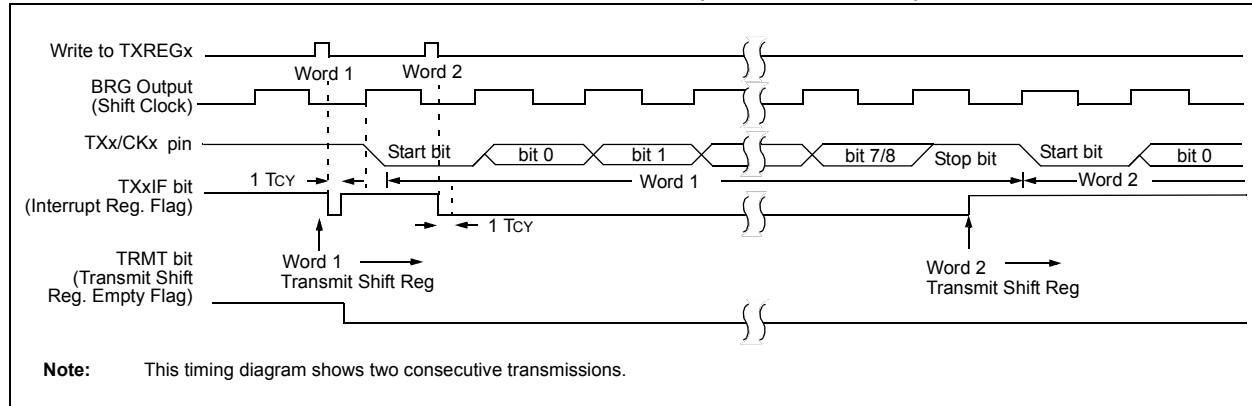 Write to TXREGx
Word 1
Word 2
BRG Output
(Shift Clock)
TXx/CKx pin
Start bit
bit 0
bit 1
bit 7/8
Stop bit
Start bit
bit 0
1 TCY
Word 1
Word 2
TXxIF bit
(Interrupt Reg. Flag)
1 TCY
Word 1
Transmit Shift Reg
Word 2
Transmit Shift Reg
TRMT bit
(Transmit Shift
Reg. Empty Flag)
Note: This timing diagram shows two consecutive transmissions.